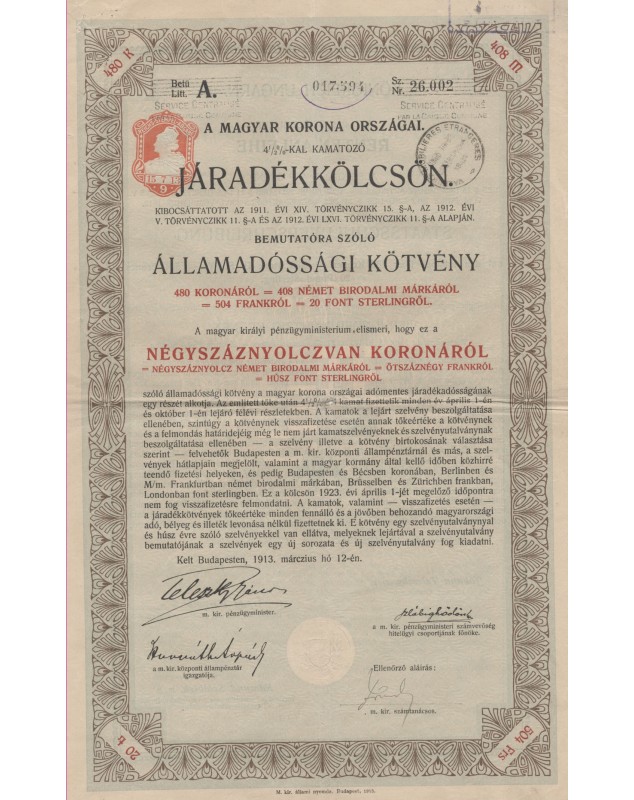 480 K
408 M
Betű
Litt. A.
017.594
Sz.
Nr. 26.002
SERVICE CENTRALISÉ
A MAGYAR KORONA ORSZÁGAI.
4½%-KAL KAMATOZÓ
JÁRADÉKKÖLCSÖN.
KIBOCSÁTTATOTT AZ 1911. ÉVI XIV. TÖRVÉNYCZIKK 15. §-A, AZ 1912. ÉVI
V. TÖRVÉNYCZIKK 11. §-A ÉS AZ 1912. ÉVI LXVI. TÖRVÉNYCZIKK 11. §-A ALAPJÁN.
BEMUTATÓRA SZÓLÓ
ÁLLAMADÓSSÁGI KÖTVÉNY
480 KORONÁRÓL = 408 NÉMET BIRODALMI MÁRKÁRÓL
= 504 FRANKRÓL = 20 FONT STERLINGRŐL.
A magyar királyi pénzügyministerium elismeri, hogy ez a
NÉGYSZÁZNYOLCZVAN KORONÁRÓL
= NÉGYSZÁZNYOLCZ NÉMET BIRODALMI MÁRKÁRÓL = ÖTSZÁZNÉGY FRANKRÓL
= HÚSZ FONT STERLINGRŐL
szóló államadóssági kötvény a magyar korona országai adómentes járadékadósságának
egy részét alkotja. Az említett tőke után kamat fizettetik minden év április 1-én
és október 1-én lejáró félévi részletekben. A kamatok a lejárt szelvény beszolgáltatása
ellenében, szintúgy a kötvénynek visszafizetése esetén annak tőkeértéke a kötvénynek
és a felmondás határidejéig még le nem járt kamatszelvényeknek és szelvényutalványnak
beszolgáltatása ellenében — a szelvény illetve a kötvény birtokosának választása
szerint — felvehetők Budapesten a m. kir. központi állampénztárnál és más, a szel-
vények hátlapjain megjelölt, valamint a magyar kormány által kellő időben közhírré
teendő fizetési helyeken, és pedig Budapesten és Bécsben koronában, Berlinben és
M/m. Frankfurtban német birodalmi márkában, Brüsselben és Zürichben frankban,
Londonban font sterlingben. Ez a kölcsön 1923. évi április 1-jét megelőző időpontra
nem fog visszafizetésre felmondatni. A kamatok, valamint — visszafizetés esetén —
a járadékkötvények tőkeértéke minden fennálló és a jövőben behozandó magyarországi
adó, bélyeg és illeték levonása nélkül fizettetnek ki. E kötvény egy szelvényutalványnyal
és húsz évi szelvényekkel van ellátva, melyeknek lejártával a szelvényutalvány
bemutatójának a szelvények egy új sorozata és új szelvényutalvány fog kiadatni.
Kelt Budapesten, 1913. márczius hó 12-én.
Teleszky János
m. kir. pénzügyminister.
a m. kir. pénzügyministeri számvevőség
hitelügyi csoportjának főnöke.
Horváth Árpád
a m. kir. központi állampénztár
igazgatója.
Ellenőrző aláírás:
m. kir. számtanácsos.
20 £
504 Frs
M. kir. állami nyomda. Budapest, 1913.